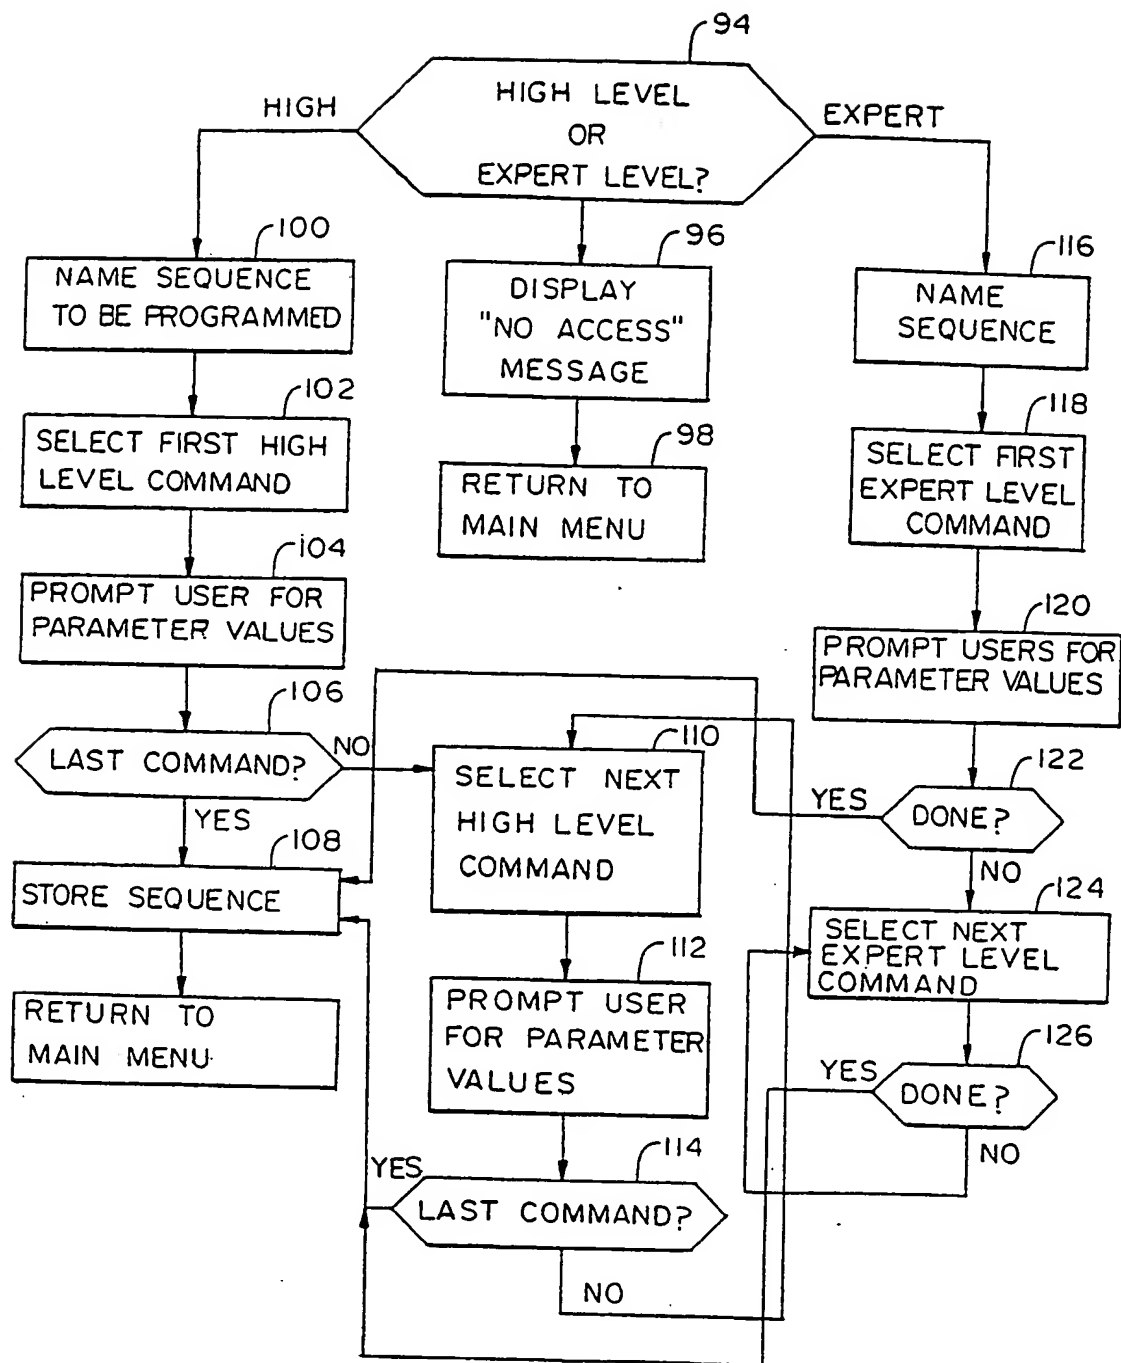 94
HIGH LEVEL
OR
EXPERT LEVEL?
HIGH
EXPERT
100
NAME SEQUENCE
TO BE PROGRAMMED
102
SELECT FIRST HIGH
LEVEL COMMAND
104
PROMPT USER FOR
PARAMETER VALUES
106
LAST COMMAND?
NO
YES
108
STORE SEQUENCE
RETURN TO
MAIN MENU
96
DISPLAY
"NO ACCESS"
MESSAGE
98
RETURN TO
MAIN MENU
110
SELECT NEXT
HIGH LEVEL
COMMAND
112
PROMPT USER
FOR PARAMETER
VALUES
114
YES
LAST COMMAND?
NO
116
NAME
SEQUENCE
118
SELECT FIRST
EXPERT LEVEL
COMMAND
120
PROMPT USERS FOR
PARAMETER VALUES
122
YES
DONE?
NO
124
SELECT NEXT
EXPERT LEVEL
COMMAND
126
YES
DONE?
NO